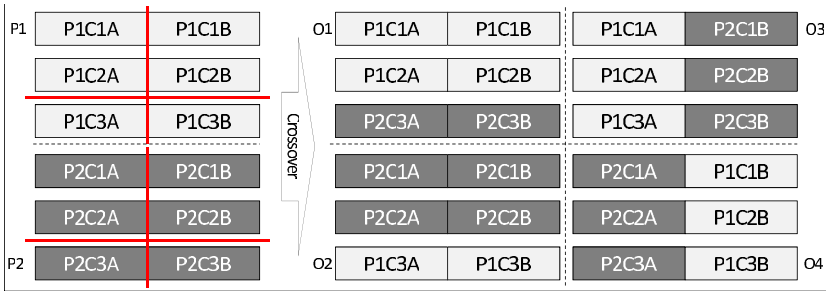 P1 P1C1A P1C1B O1 P1C1A P1C1B P1C1A P2C1B O3
P1C2A P1C2B P1C2A P1C2B P1C2A P2C2B
P1C3A P1C3B P2C3A P2C3B P1C3A P2C3B
Crossover
P2C1A P2C1B P2C1A P2C1B P2C1A P1C1B
P2C2A P2C2B P2C2A P2C2B P2C2A P1C2B
P2 P2C3A P2C3B O2 P1C3A P1C3B P2C3A P1C3B O4